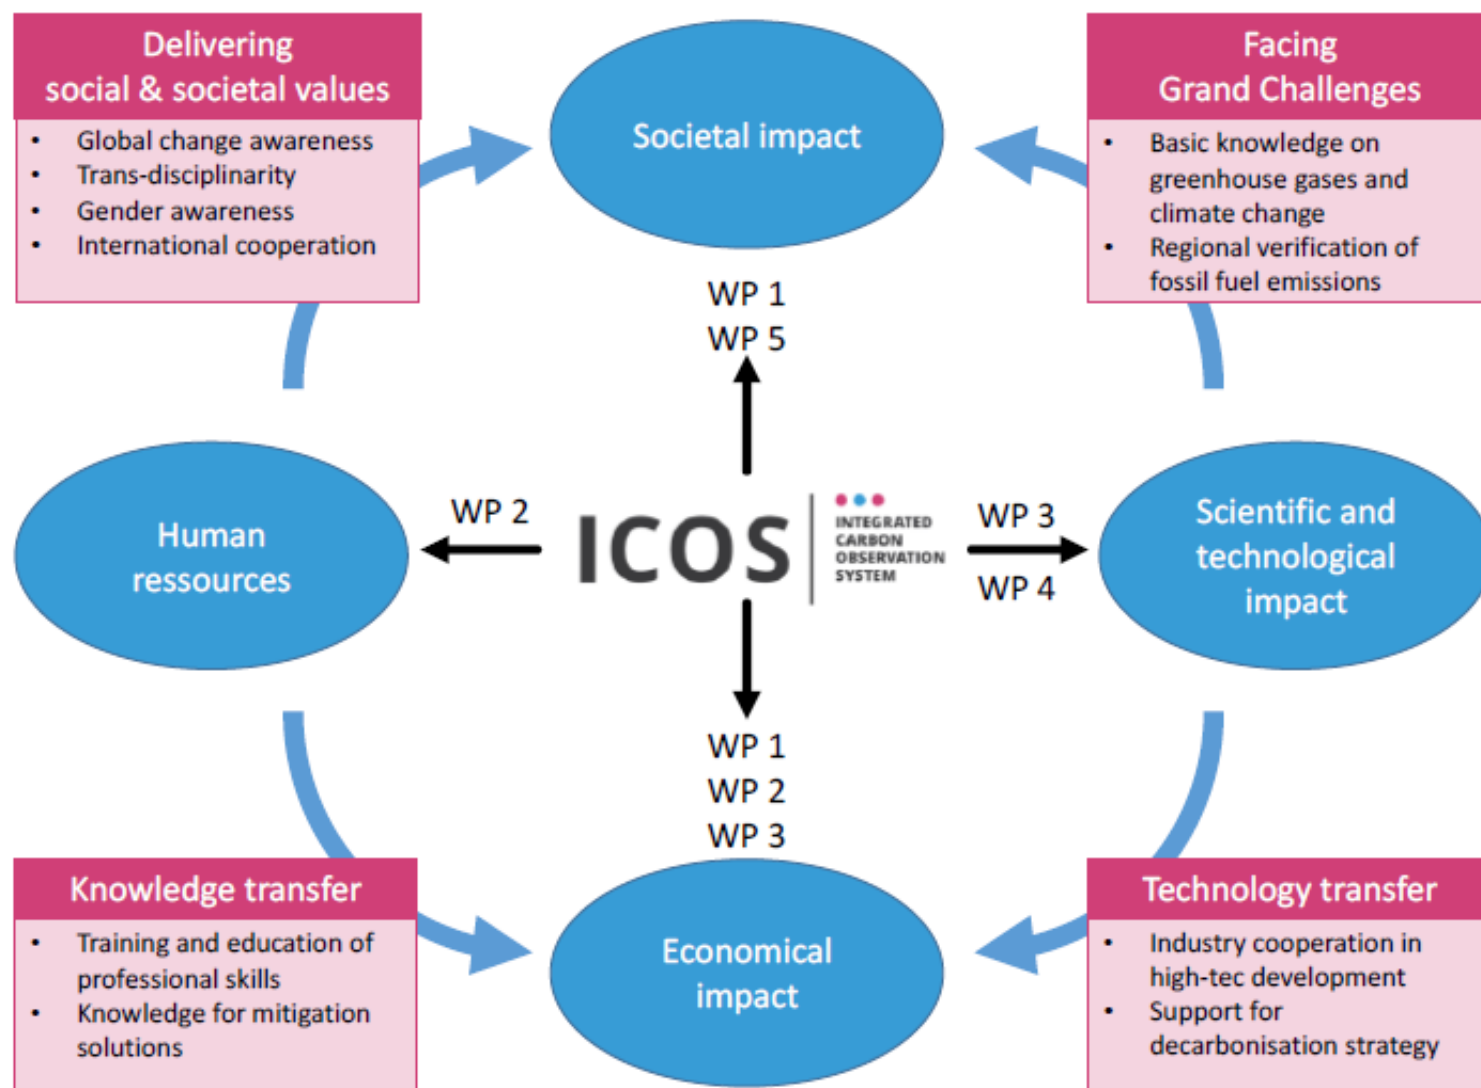 Delivering
social & societal values
• Global change awareness
• Trans-disciplinarity
• Gender awareness
• International cooperation
Societal impact
Facing
Grand Challenges
• Basic knowledge on
greenhouse gases and
climate change
• Regional verification of
fossil fuel emissions
WP 1
WP 5
Human
ressources
WP 2
ICOS
INTEGRATED
CARBON
OBSERVATION
SYSTEM
WP 3
WP 4
Scientific and
technological
impact
WP 1
WP 2
WP 3
Knowledge transfer
• Training and education of
professional skills
• Knowledge for mitigation
solutions
Economical
impact
Technology transfer
• Industry cooperation in
high-tec development
• Support for
decarbonisation strategy